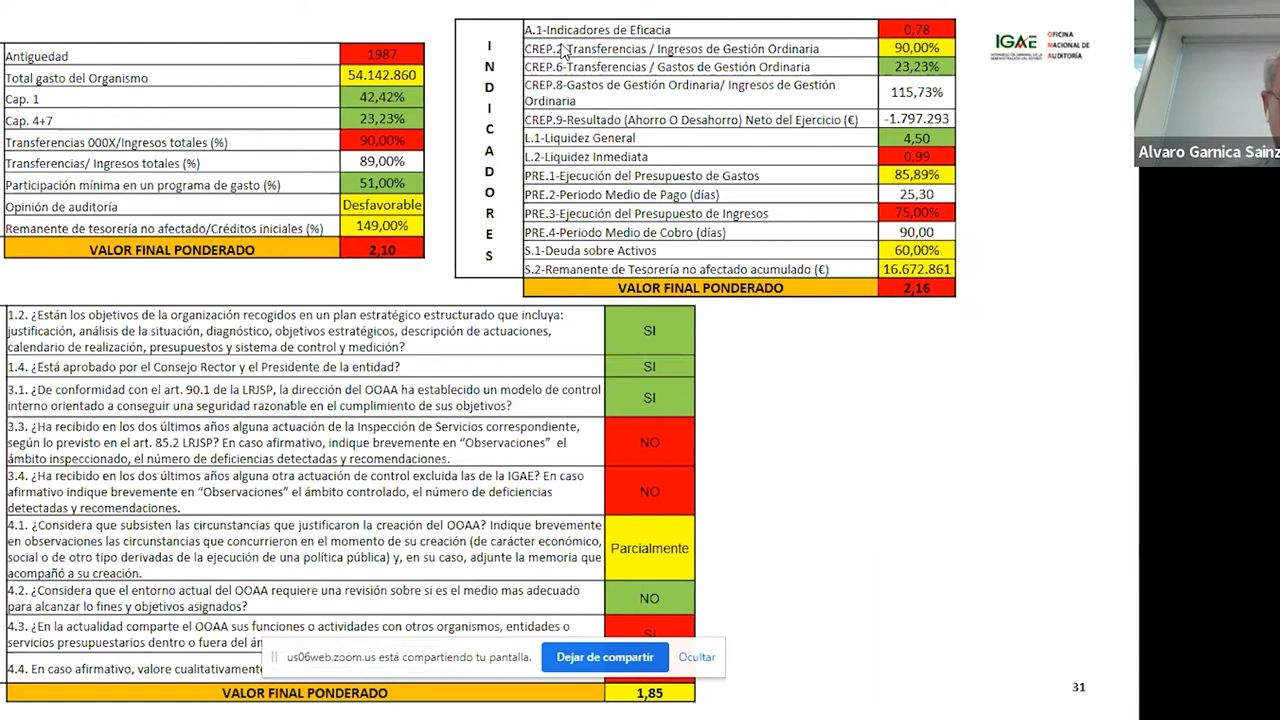 Antiguedad 1987
Total gasto del Organismo 54.142.860
Cap. 1 42,42%
Cap. 4+7 23,23%
Transferencias 000X/Ingresos totales (%) 90,00%
Transferencias/ Ingresos totales (%) 89,00%
Participación mínima en un programa de gasto (%) 51,00%
Opinión de auditoría Desfavorable
Remanente de tesorería no afectado/Créditos iniciales (%) 149,00%
VALOR FINAL PONDERADO 2,10
I
N
D
I
C
A
D
O
R
E
S
A.1-Indicadores de Eficacia 0,78
CREP.2-Transferencias / Ingresos de Gestión Ordinaria 90,00%
CREP.6-Transferencias / Gastos de Gestión Ordinaria 23,23%
CREP.8-Gastos de Gestión Ordinaria/ Ingresos de Gestión
Ordinaria 115,73%
CREP.9-Resultado (Ahorro O Desahorro) Neto del Ejercicio (€) -1.797.293
L.1-Liquidez General 4,50
L.2-Liquidez Inmediata 0,99
PRE.1-Ejecución del Presupuesto de Gastos 85,89%
PRE.2-Periodo Medio de Pago (días) 25,30
PRE.3-Ejecución del Presupuesto de Ingresos 75,00%
PRE.4-Periodo Medio de Cobro (días) 90,00
S.1-Deuda sobre Activos 60,00%
S.2-Remanente de Tesorería no afectado acumulado (€) 16.672.861
VALOR FINAL PONDERADO 2,16
IGAE
OFICINA
NACIONAL DE
AUDITORÍA
Alvaro Garnica Sainz
1.2. ¿Están los objetivos de la organización recogidos en un plan estratégico estructurado que incluya:
justificación, análisis de la situación, diagnóstico, objetivos estratégicos, descripción de actuaciones,
calendario de realización, presupuestos y sistema de control y medición?
SI
1.4. ¿Está aprobado por el Consejo Rector y el Presidente de la entidad? SI
3.1. ¿De conformidad con el art. 90.1 de la LRJSP, la dirección del OOAA ha establecido un modelo de control
interno orientado a conseguir una seguridad razonable en el cumplimiento de sus objetivos?
SI
3.3. ¿Ha recibido en los dos últimos años alguna actuación de la Inspección de Servicios correspondiente,
según lo previsto en el art. 85.2 LRJSP? En caso afirmativo, indique brevemente en “Observaciones” el
ámbito inspeccionado, el número de deficiencias detectadas y recomendaciones.
NO
3.4. ¿Ha recibido en los dos últimos años alguna otra actuación de control excluida las de la IGAE? En caso
afirmativo indique brevemente en “Observaciones” el ámbito controlado, el número de deficiencias
detectadas y recomendaciones.
NO
4.1. ¿Considera que subsisten las circunstancias que justificaron la creación del OOAA? Indique brevemente
en observaciones las circunstancias que concurrieron en el momento de su creación (de carácter económico,
social o de otro tipo derivadas de la ejecución de una política pública) y, en su caso, adjunte la memoria que
acompañó a su creación.
Parcialmente
4.2. ¿Considera que el entorno actual del OOAA requiere una revisión sobre si es el medio mas adecuado
para alcanzar lo fines y objetivos asignados?
NO
4.3. ¿En la actualidad comparte el OOAA sus funciones o actividades con otros organismos, entidades o
servicios presupuestarios dentro o fuera del
SI
4.4. En caso afirmativo, valore cualitativamente
VALOR FINAL PONDERADO 1,85
us06web.zoom.us está compartiendo tu pantalla. Dejar de compartir Ocultar
31